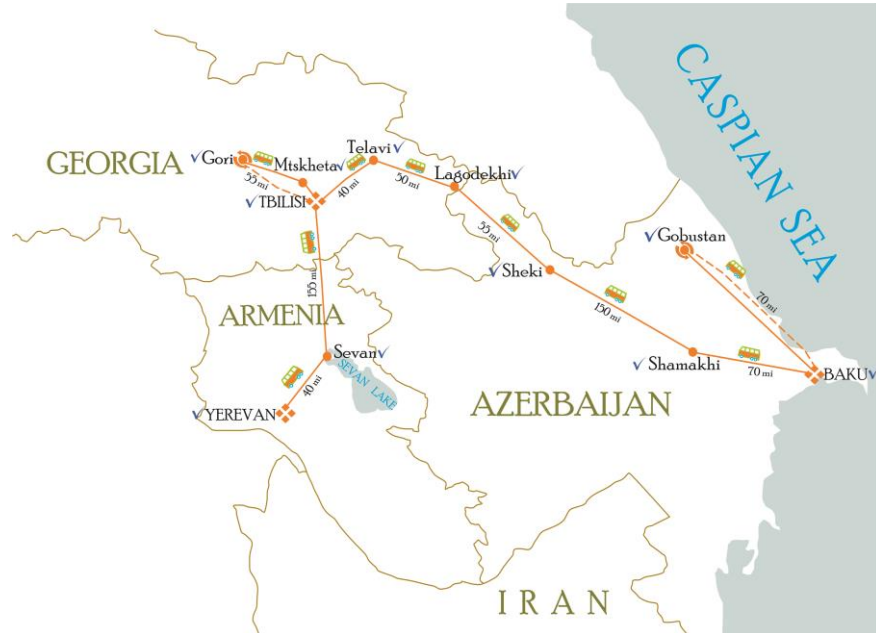 CASPIAN SEA
GEORGIA
Gori
Mtskheta
Telavi
Lagodekhi
55 mi
40 mi
50 mi
TBILISI
55 mi
Gobustan
Sheki
70 mi
155 mi
150 mi
ARMENIA
Sevan
SEVAN LAKE
Shamakhi
70 mi
BAKU
40 mi
YEREVAN
AZERBAIJAN
IRAN